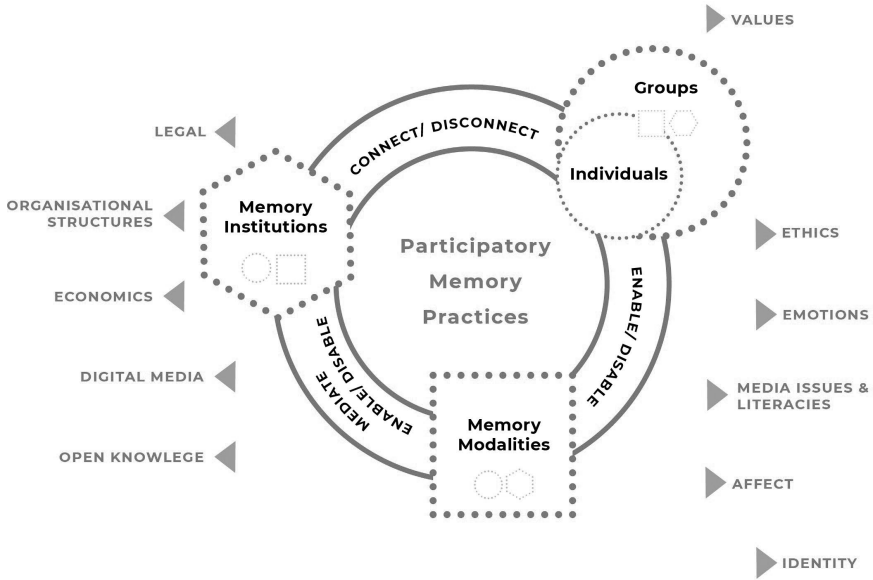 VALUES
Groups
CONNECT/ DISCONNECT
LEGAL
Individuals
ORGANISATIONAL
STRUCTURES
Memory
Institutions
ETHICS
Participatory
Memory
Practices
ECONOMICS
ENABLE/ DISABLE
EMOTIONS
MEDIATE
ENABLE/ DISABLE
DIGITAL MEDIA
MEDIA ISSUES &
LITERACIES
Memory
Modalities
OPEN KNOWLEGE
AFFECT
IDENTITY